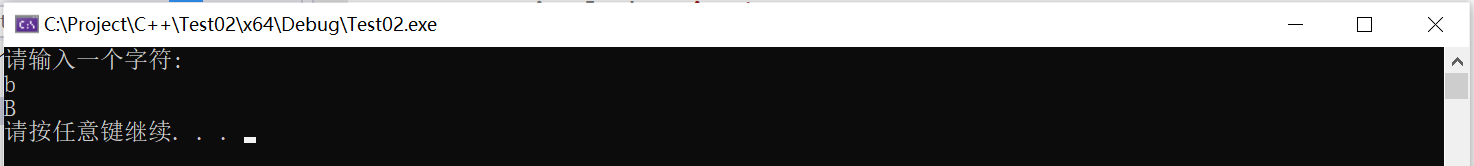 C:\Project\C++\Test02\x64\Debug\Test02.exe
请输入一个字符:
b
B
请按任意键继续. . .